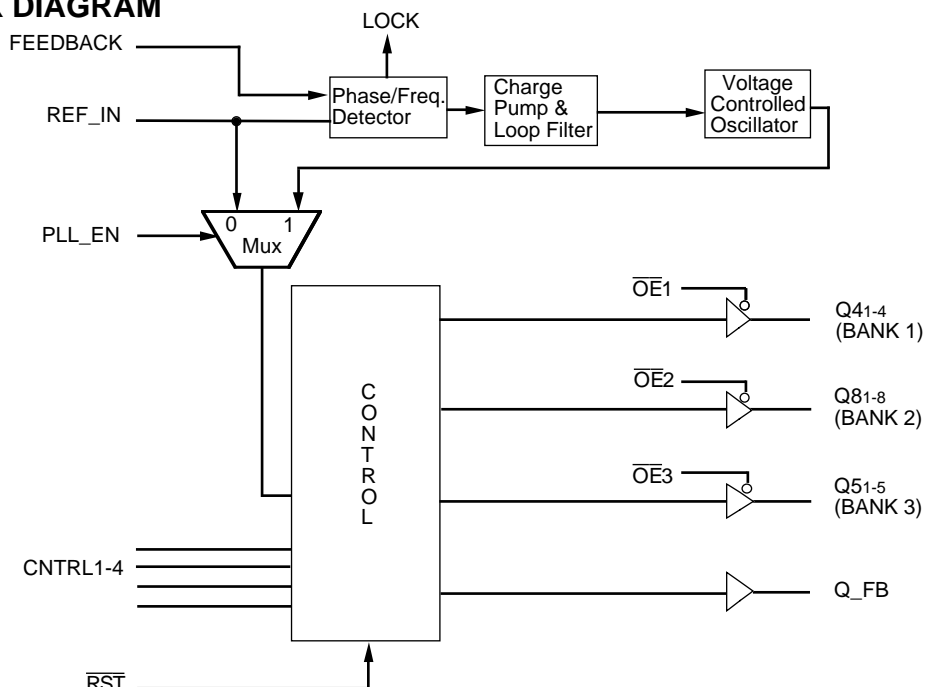 DIAGRAM
FEEDBACK
LOCK
REF_IN
Phase/Freq.
Detector
Charge
Pump &
Loop Filter
Voltage
Controlled
Oscillator
PLL_EN
0 1
Mux
C
O
N
T
R
O
L
OE1
Q41-4
(BANK 1)
OE2
Q81-8
(BANK 2)
OE3
Q51-5
(BANK 3)
CNTRL1-4
Q_FB
RST